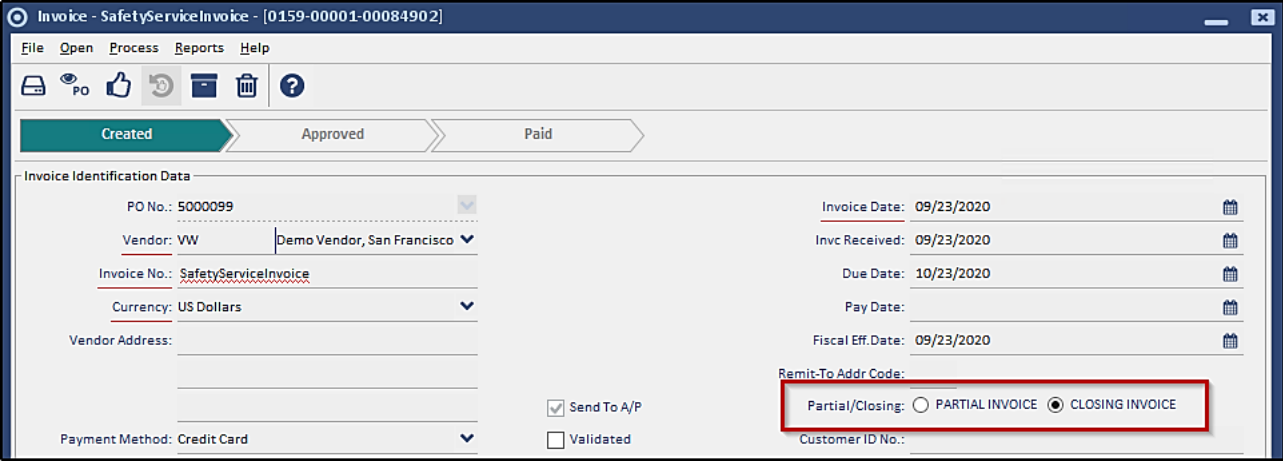 Invoice - SafetyServiceInvoice - [0159-00001-00084902]
File Open Process Reports Help
PO
Created Approved Paid
Invoice Identification Data
PO No.: 5000099 Invoice Date: 09/23/2020
Vendor: VW Demo Vendor, San Francisco Invc Received: 09/23/2020
Invoice No.: SafetyServiceInvoice Due Date: 10/23/2020
Currency: US Dollars Pay Date:
Vendor Address: Fiscal Eff.Date: 09/23/2020
Remit-To Addr Code:
Send To A/P Partial/Closing: PARTIAL INVOICE CLOSING INVOICE
Payment Method: Credit Card Validated Customer ID No.: